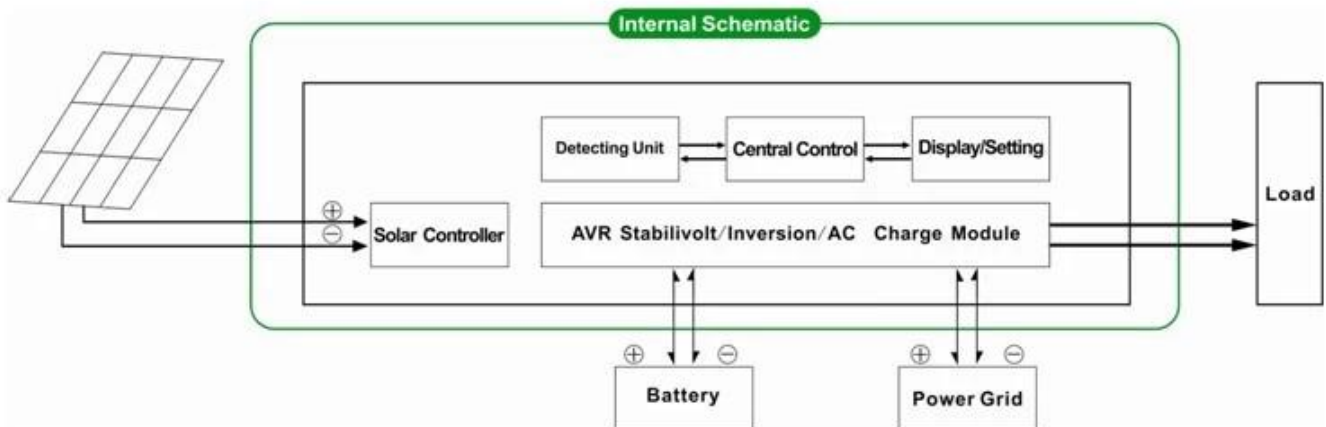 Internal Schematic
Detecting Unit
Central Control
Display/Setting
Load
⊕
⊖
Solar Controller
AVR Stabilivolt/Inversion/AC Charge Module
⊕ ⊖
Battery
⊕ ⊖
Power Grid